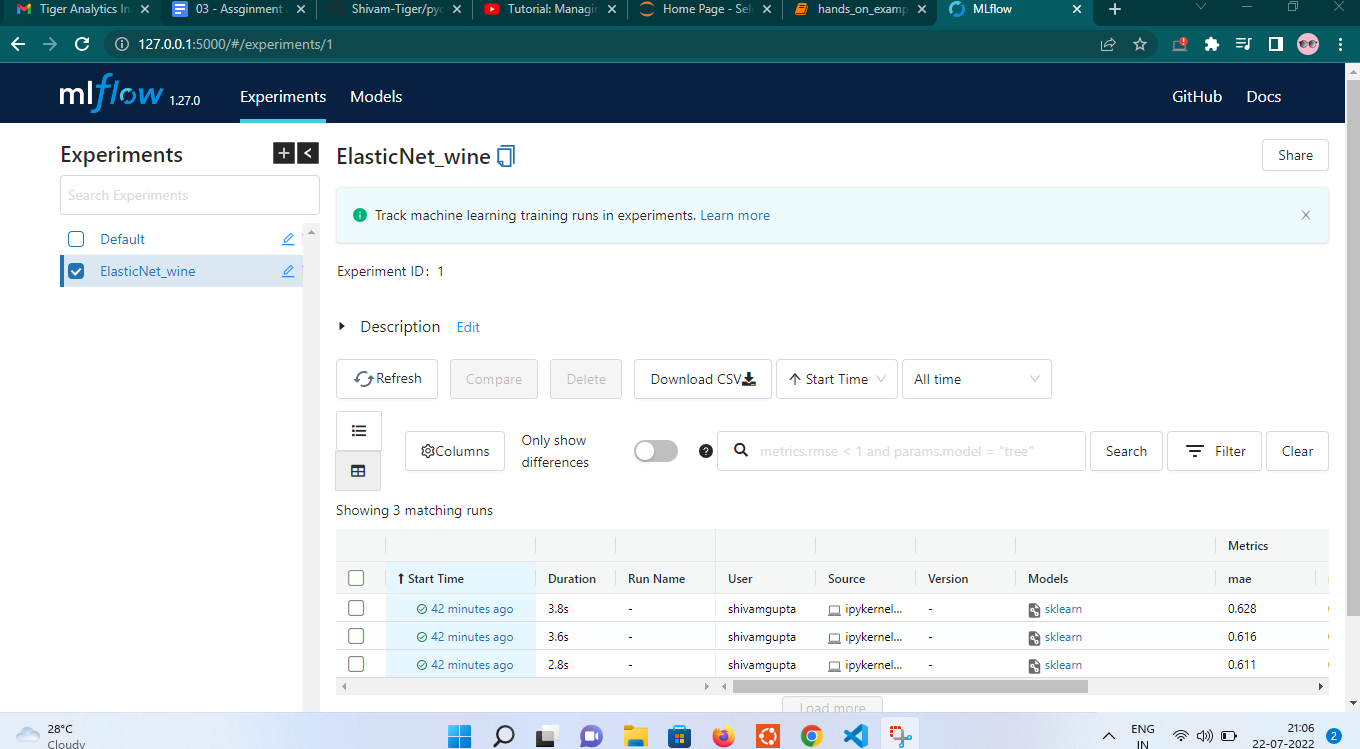 Tiger Analytics In
03 - Assginment
Shivam-Tiger/pyc
Tutorial: Managin
Home Page - Sel
hands_on_examp
MLflow
127.0.0.1:5000/#/experiments/1
mlflow 1.27.0
Experiments
Models
GitHub
Docs
Experiments
ElasticNet_wine
Share
Search Experiments
Track machine learning training runs in experiments. Learn more
Default
ElasticNet_wine
Experiment ID: 1
Description Edit
Refresh
Compare
Delete
Download CSV
Start Time
All time
Columns
Only show
differences
metrics.rmse < 1 and params.model = "tree"
Search
Filter
Clear
Showing 3 matching runs
Metrics
Start Time Duration Run Name User Source Version Models mae
42 minutes ago 3.8s - shivamgupta ipykernel... - sklearn 0.628
42 minutes ago 3.6s - shivamgupta ipykernel... - sklearn 0.616
42 minutes ago 2.8s - shivamgupta ipykernel... - sklearn 0.611
Load more
28°C
Cloudy
ENG
IN
21:06
22-07-2022
2